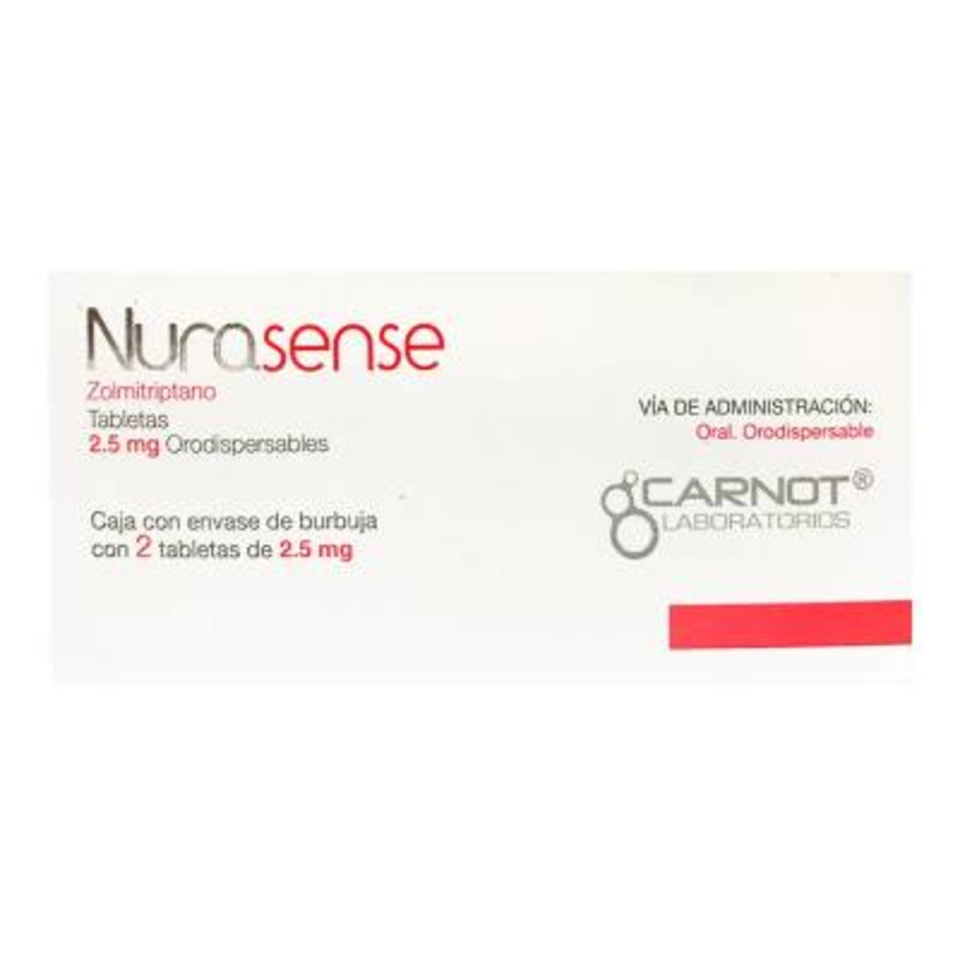 Nurasense
Zolmitriptano
Tabletas
2.5 mg Orodispersables
Caja con envase de burbuja
con 2 tabletas de 2.5 mg
VÍA DE ADMINISTRACIÓN:
Oral. Orodispersable
CARNOT®
LABORATORIOS